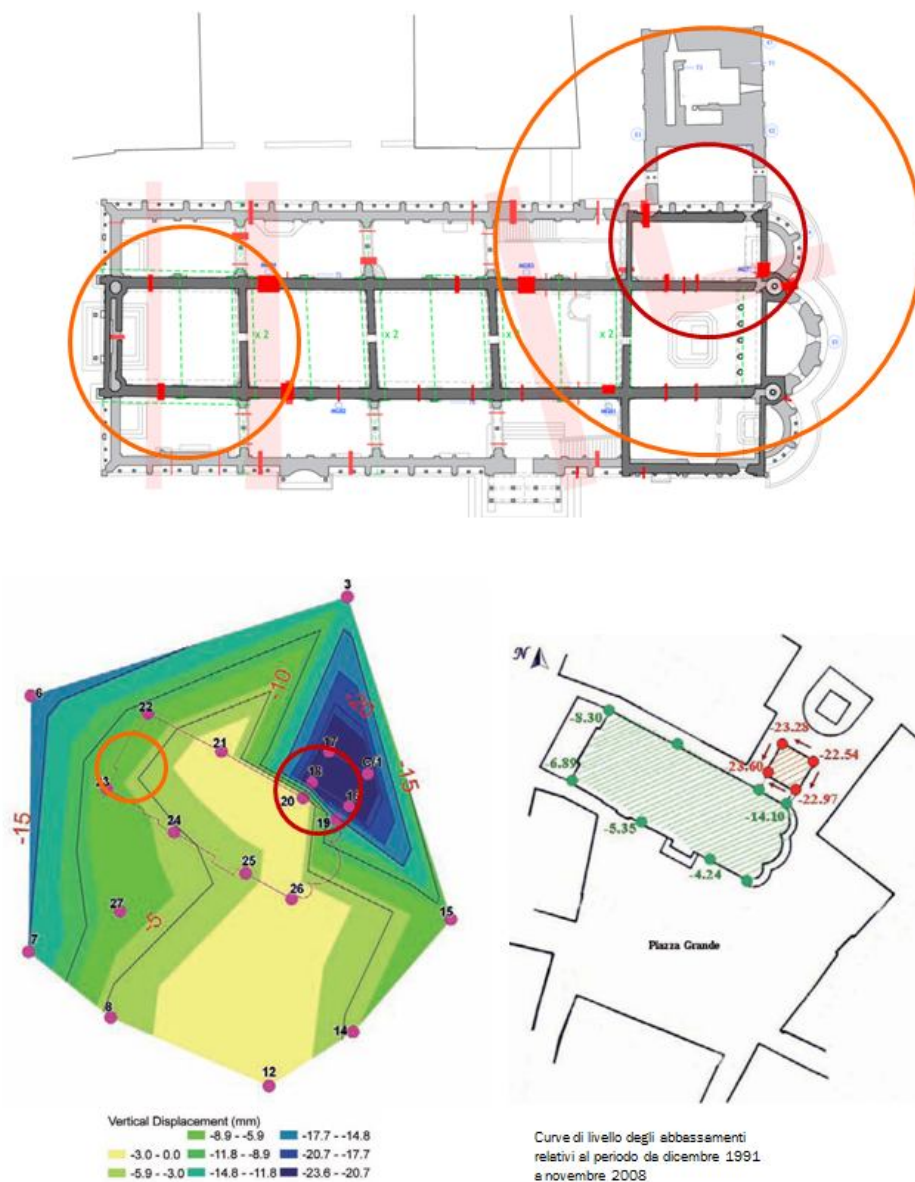 x 2
x 2
x 2
x 2
3
6
-10
-20
22
21
17
C/1
-15
-15
18
23
20
19
24
25
26
27
-5
15
7
8
14
12
Vertical Displacement (mm)
-3.0 - 0.0
-5.9 - -3.0
-8.9 - -5.9
-11.8 - -8.9
-14.8 - -11.8
-17.7 - -14.8
-20.7 - -17.7
-23.6 - -20.7
N
-8.30
-23.28
-22.54
-6.89
-23.60
-22.97
-14.10
-5.35
-4.24
Piazza Grande
Curve di livello degli abbassamenti
relativi al periodo da dicembre 1991
a novembre 2008